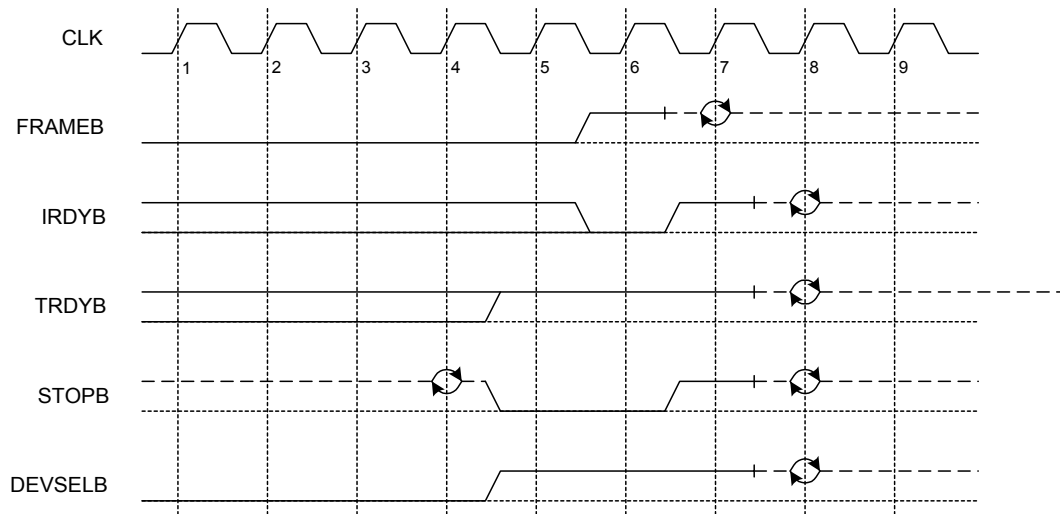 CLK
1 2 3 4 5 6 7 8 9
FRAMEB
IRDYB
TRDYB
STOPB
DEVSELB